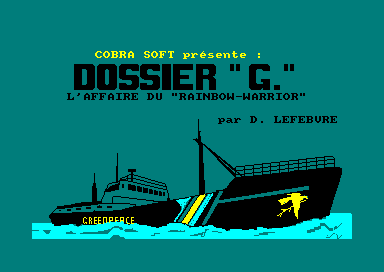 COBRA SOFT présente :
DOSSIER "G."
L'AFFAIRE DU "RAINBOW-WARRIOR"
par D. LEFEBVRE
GREENPEACE